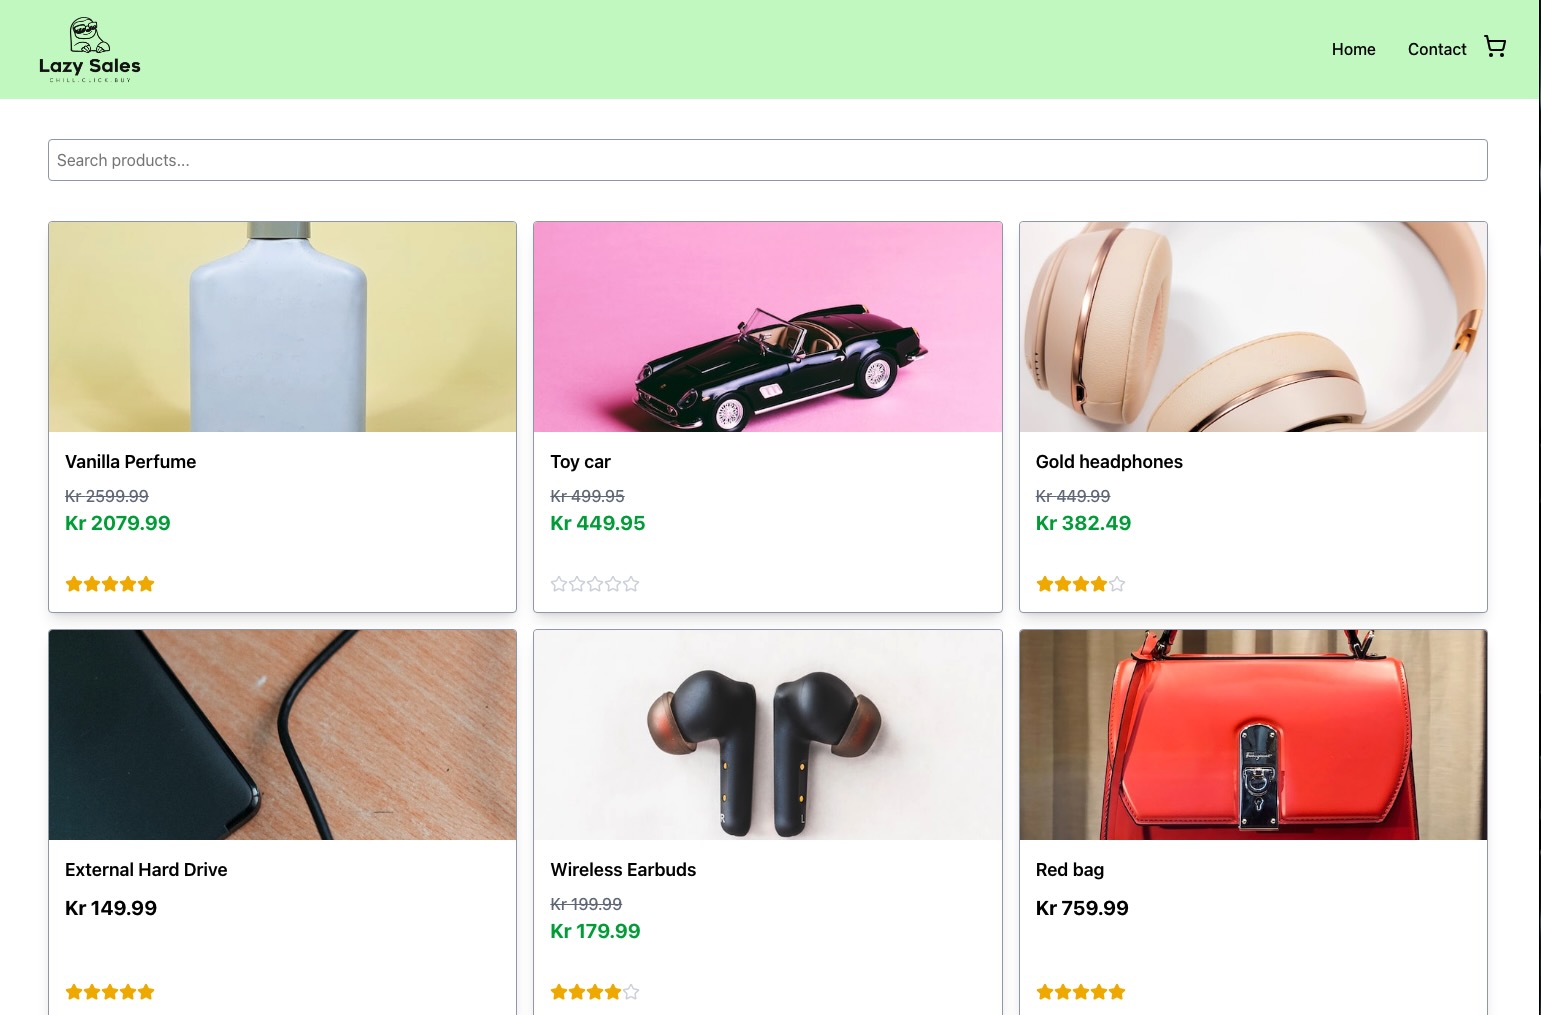 Lazy Sales
CHILL.CLICK.BUY
Home
Contact
Search products...
Vanilla Perfume
Kr 2599.99
Kr 2079.99
Toy car
Kr 499.95
Kr 449.95
Gold headphones
Kr 449.99
Kr 382.49
R
L
External Hard Drive
Kr 149.99
Wireless Earbuds
Kr 199.99
Kr 179.99
Red bag
Kr 759.99